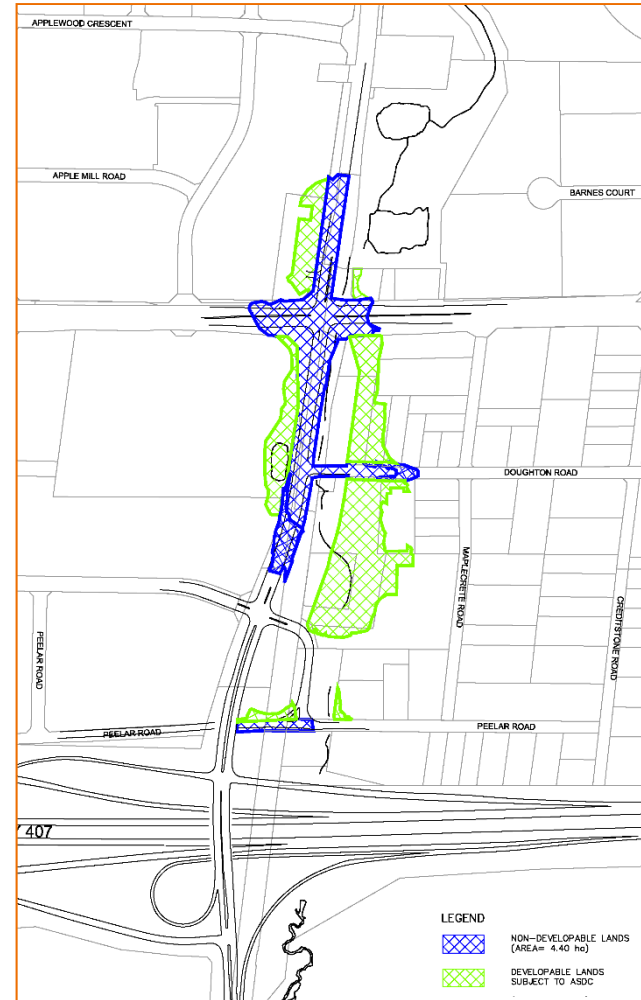 APPLEWOOD CRESCENT
APPLE MILL ROAD
BARNES COURT
DOUGHTON ROAD
MAPLECRETE ROAD
CREDITSTONE ROAD
PEELAR ROAD
PEELAR ROAD
PEELAR ROAD
407
LEGEND
NON-DEVELOPABLE LANDS
(AREA= 4.40 ha)
DEVELOPABLE LANDS
SUBJECT TO ASDC